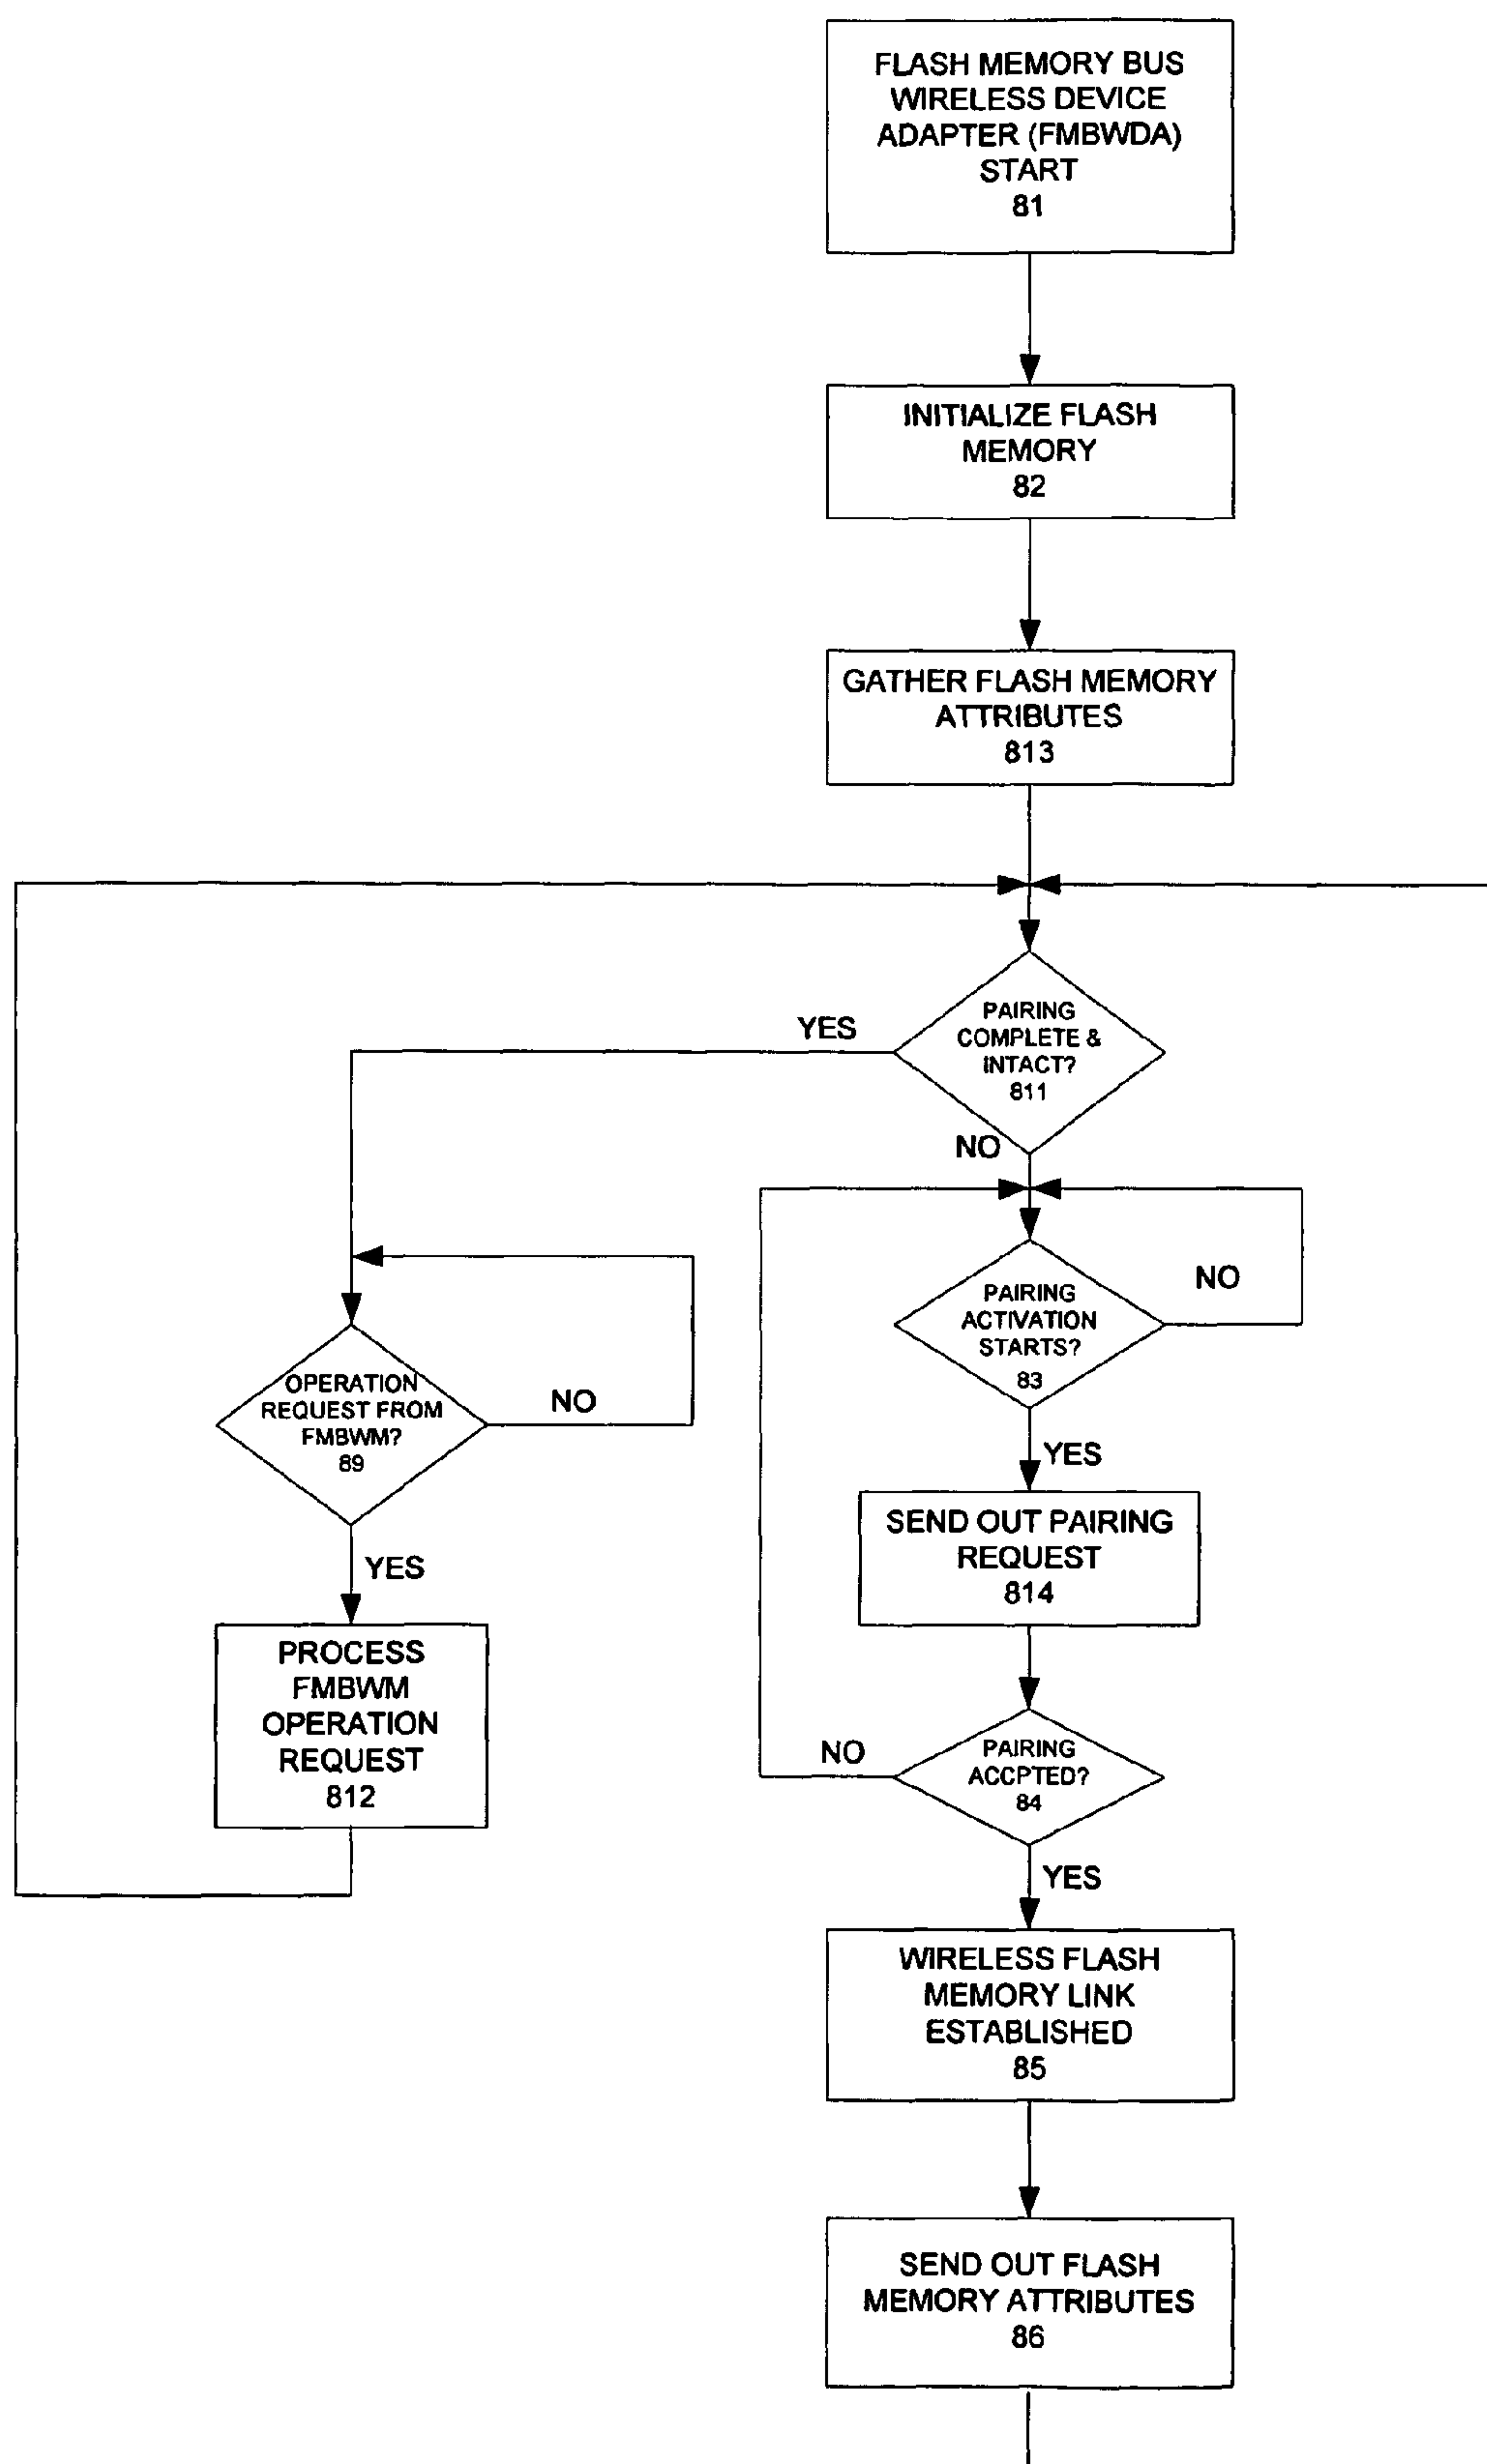 FLASH MEMORY BUS
WIRELESS DEVICE
ADAPTER (FMBWDA)
START
81
INITIALIZE FLASH
MEMORY
82
GATHER FLASH MEMORY
ATTRIBUTES
813
PAIRING
COMPLETE &
INTACT?
811
YES
NO
PAIRING
ACTIVATION
STARTS?
83
NO
YES
OPERATION
REQUEST FROM
FMBWM?
89
NO
YES
SEND OUT PAIRING
REQUEST
814
PROCESS
FMBWM
OPERATION
REQUEST
812
PAIRING
ACCPTED?
84
NO
YES
WIRELESS FLASH
MEMORY LINK
ESTABLISHED
85
SEND OUT FLASH
MEMORY ATTRIBUTES
86